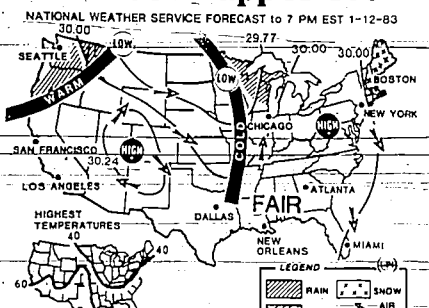 NATIONAL WEATHER SERVICE FORECAST to 7 PM EST 1-12-83
30.00
SEATTLE
LOW
29.77
30.00
30.00
LOW
BOSTON
WARM
NEW YORK
CHICAGO
HIGH
COLD
SAN FRANCISCO
HIGH
30.24
LOS ANGELES
ATLANTA
FAIR
DALLAS
HIGHEST
TEMPERATURES
NEW
ORLEANS
MIAMI
40
40
60
LEGEND
(UPI)
RAIN
SNOW
AIR